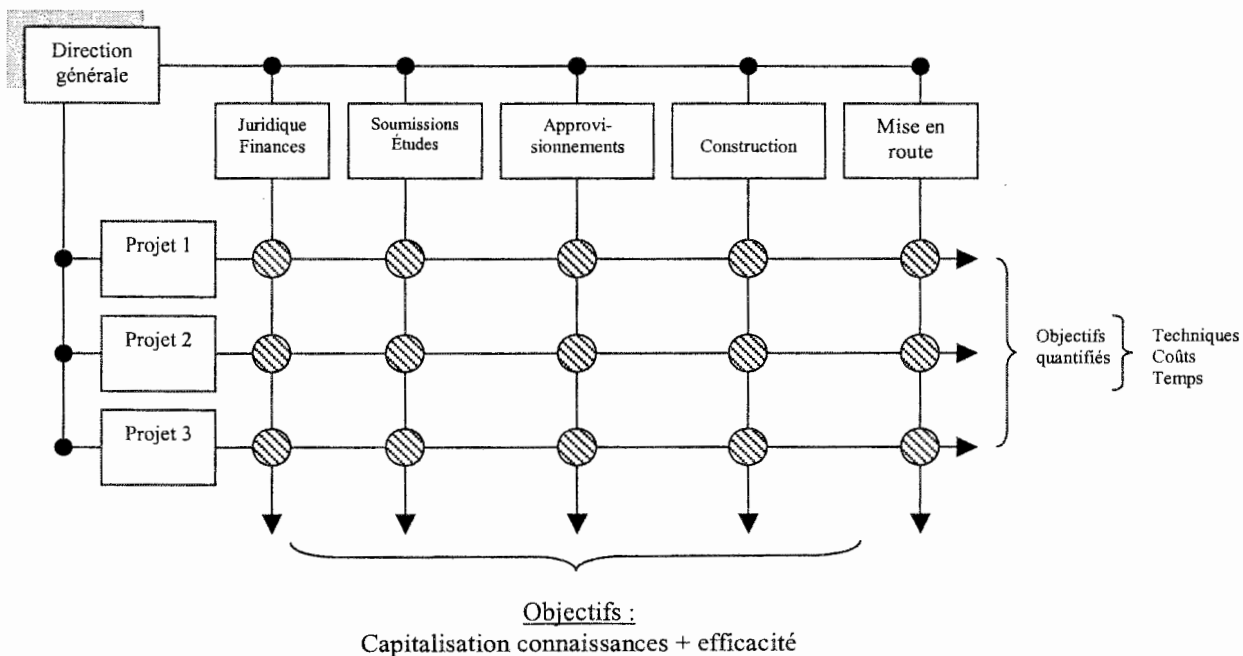 Direction
générale
Juridique
Finances
Soumissions
Études
Approvi-
sionnements
Construction
Mise en
route
Projet 1
Projet 2
Projet 3
Objectifs
quantifiés
Techniques
Coûts
Temps
Objectifs :
Capitalisation connaissances + efficacité